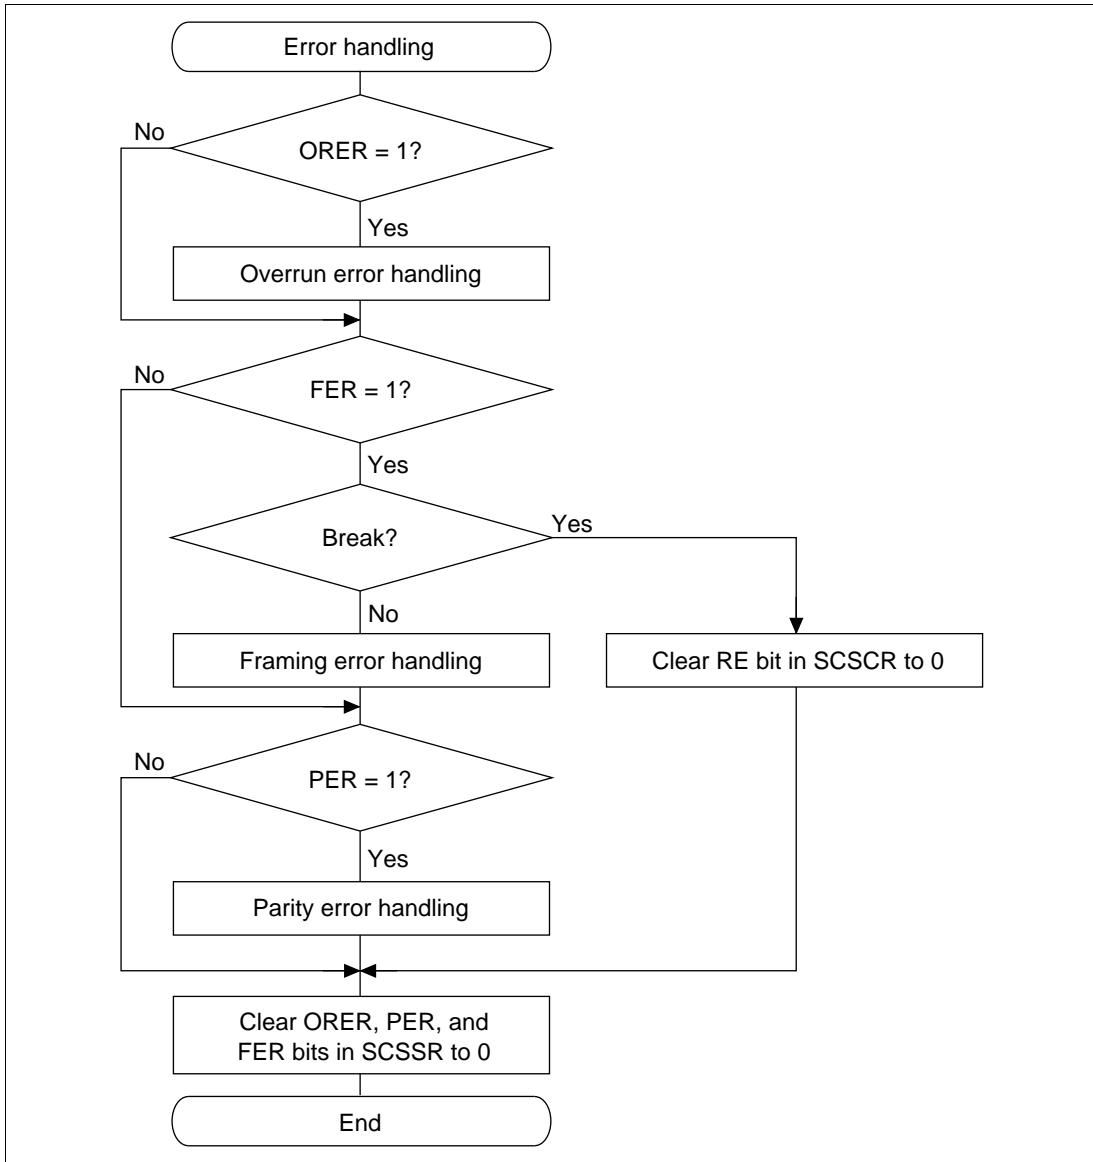 Error handling
No
ORER = 1?
Yes
Overrun error handling
No
FER = 1?
Yes
Break?
Yes
No
Framing error handling
Clear RE bit in SCSCR to 0
No
PER = 1?
Yes
Parity error handling
Clear ORER, PER, and
FER bits in SCSSR to 0
End